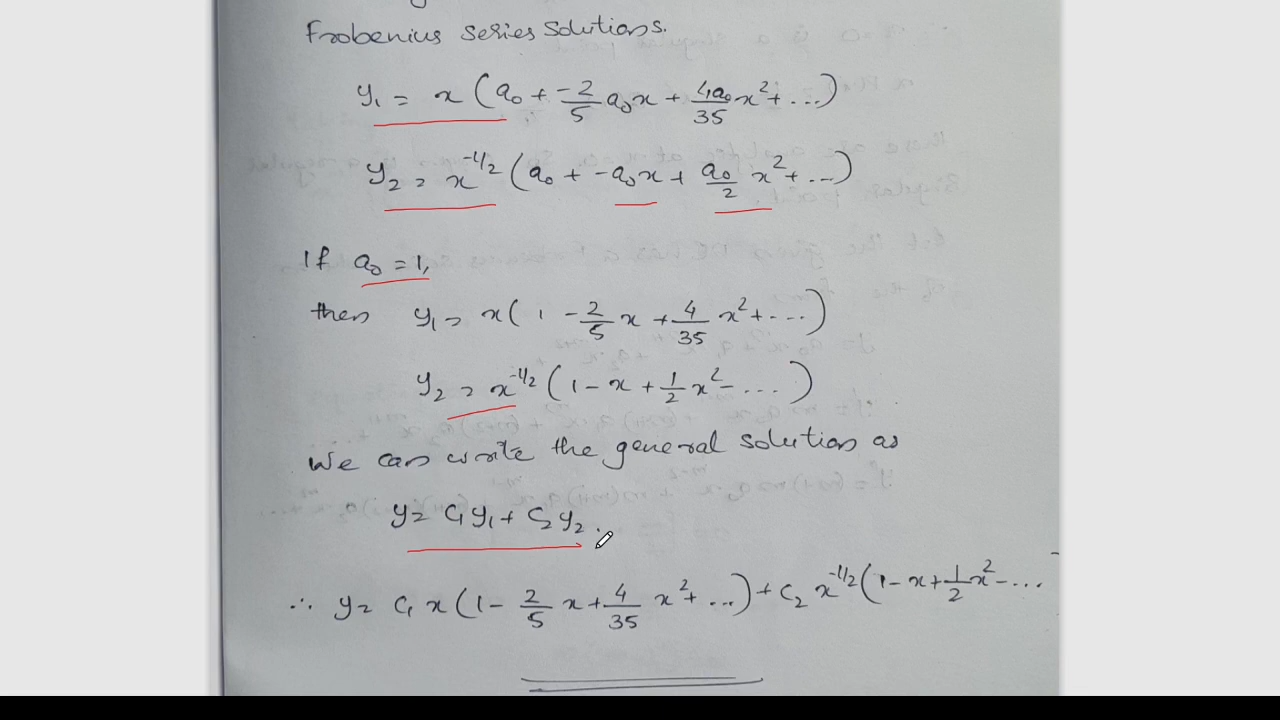 Frobenius series solutions.
y₁ = x (a₀ + -2/5 a₀x + 4a₀/35 x² + ...)
y₂ = x^-1/2 (a₀ + -a₀x + a₀/2 x² + ...)
If a₀ = 1,
then y₁ = x ( 1 - 2/5 x + 4/35 x² + ... )
y₂ = x^-1/2 ( 1 - x + 1/2 x² - ... )
We can write the general solution as
y = c₁y₁ + c₂y₂.
∴ y = c₁ x (1 - 2/5 x + 4/35 x² + ...) + c₂ x^-1/2 (1 - x + 1/2 x² - ...